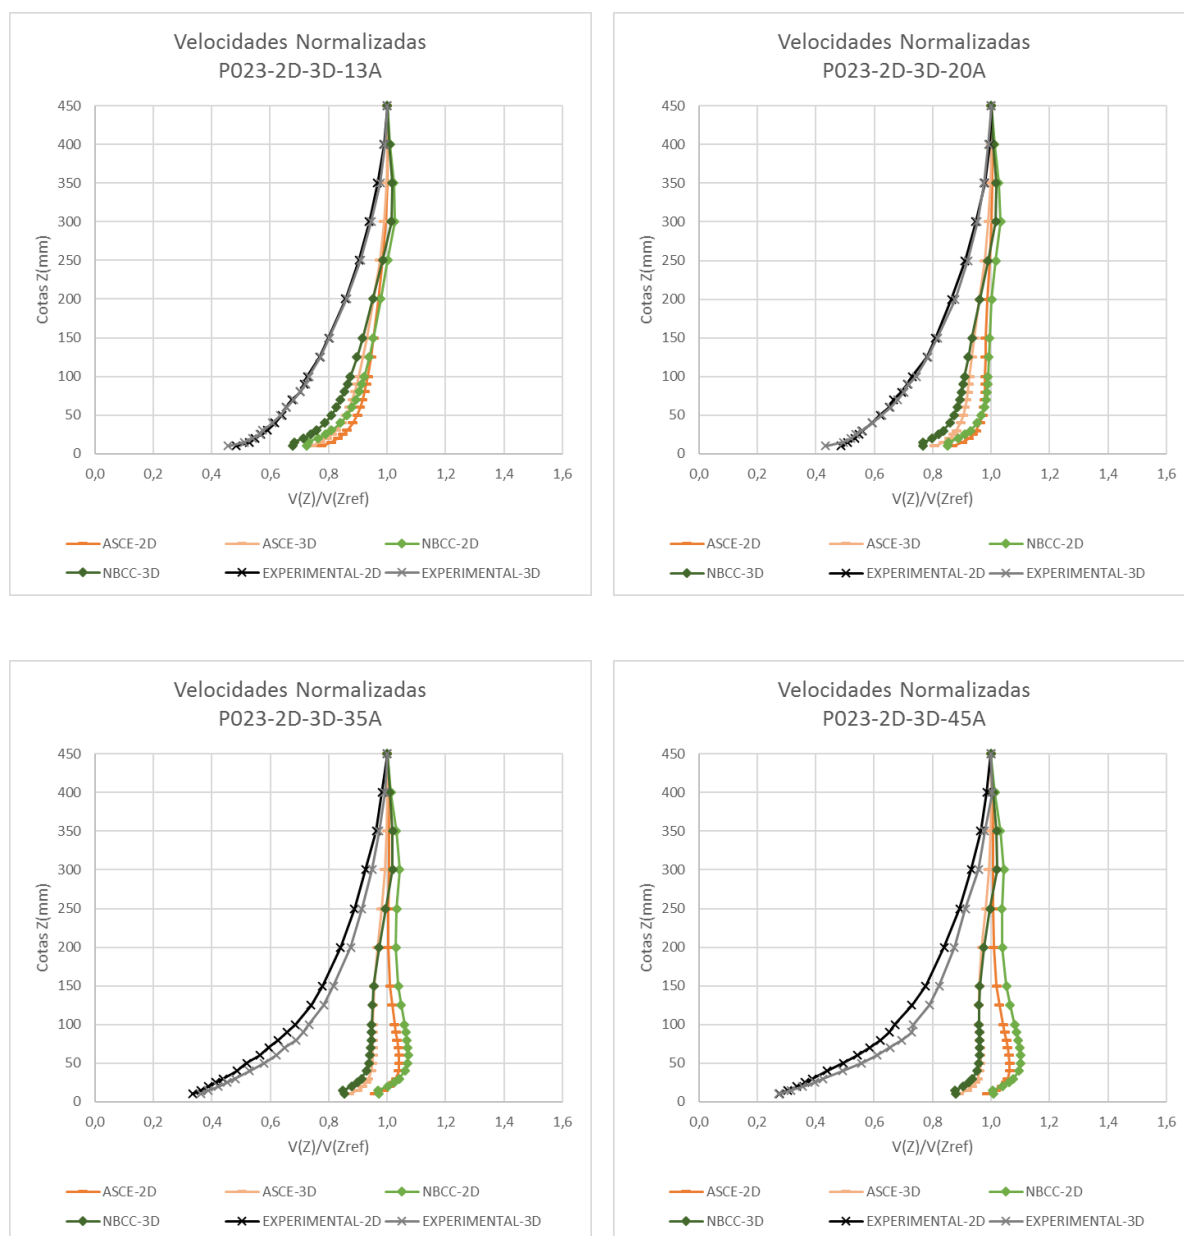 Velocidades Normalizadas
P023-2D-3D-13A
450
400
350
300
250
200
150
100
50
0
Cotas Z(mm)
0,0 0,2 0,4 0,6 0,8 1,0 1,2 1,4 1,6
V(Z)/V(Zref)
ASCE-2D ASCE-3D NBCC-2D
NBCC-3D EXPERIMENTAL-2D EXPERIMENTAL-3D
Velocidades Normalizadas
P023-2D-3D-20A
450
400
350
300
250
200
150
100
50
0
Cotas Z(mm)
0,0 0,2 0,4 0,6 0,8 1,0 1,2 1,4 1,6
V(Z)/V(Zref)
ASCE-2D ASCE-3D NBCC-2D
NBCC-3D EXPERIMENTAL-2D EXPERIMENTAL-3D
Velocidades Normalizadas
P023-2D-3D-35A
450
400
350
300
250
200
150
100
50
0
Cotas Z(mm)
0,0 0,2 0,4 0,6 0,8 1,0 1,2 1,4 1,6
V(Z)/V(Zref)
ASCE-2D ASCE-3D NBCC-2D
NBCC-3D EXPERIMENTAL-2D EXPERIMENTAL-3D
Velocidades Normalizadas
P023-2D-3D-45A
450
400
350
300
250
200
150
100
50
0
Cotas Z(mm)
0,0 0,2 0,4 0,6 0,8 1,0 1,2 1,4 1,6
V(Z)/V(Zref)
ASCE-2D ASCE-3D NBCC-2D
NBCC-3D EXPERIMENTAL-2D EXPERIMENTAL-3D